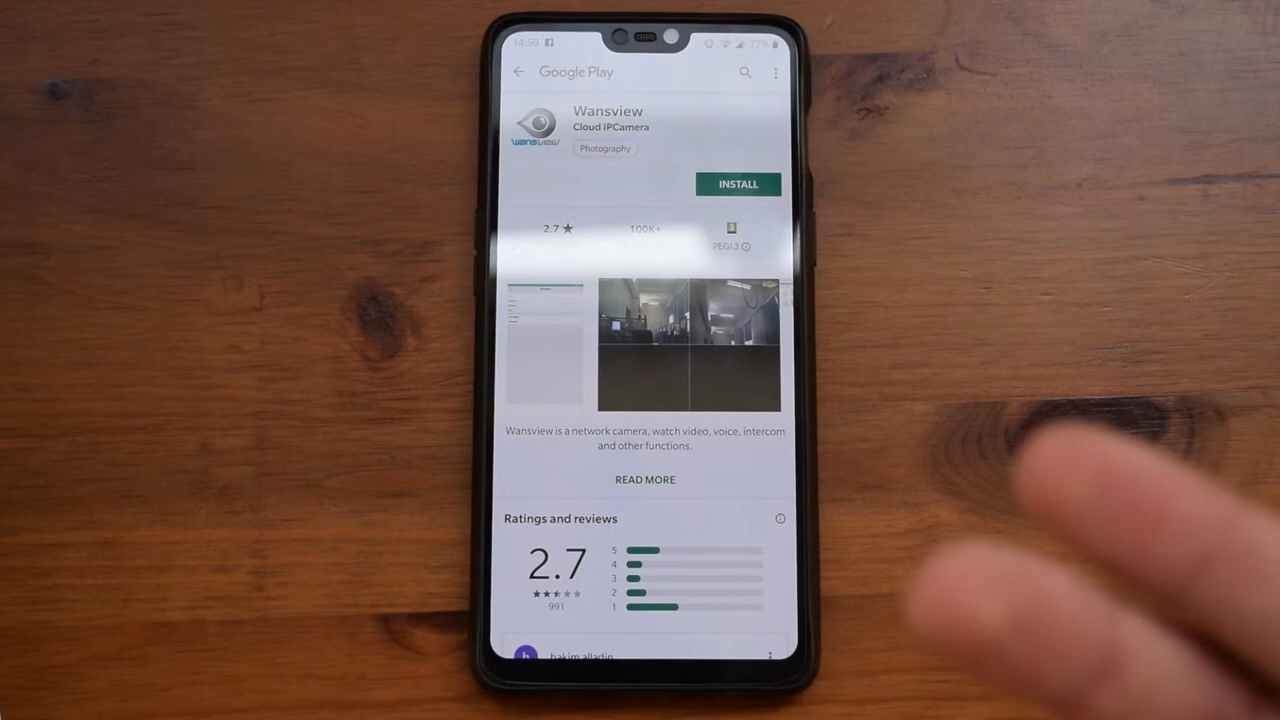 14:50 77%
Google Play
Wansview
Cloud IPCamera
wansview
Photography
INSTALL
2.7 ★ 100K+ 3
PEGI 3
Wansview is a network camera, watch video, voice, intercom
and other functions.
READ MORE
Ratings and reviews
2.7
991
5
4
3
2
1
h hakim alladin